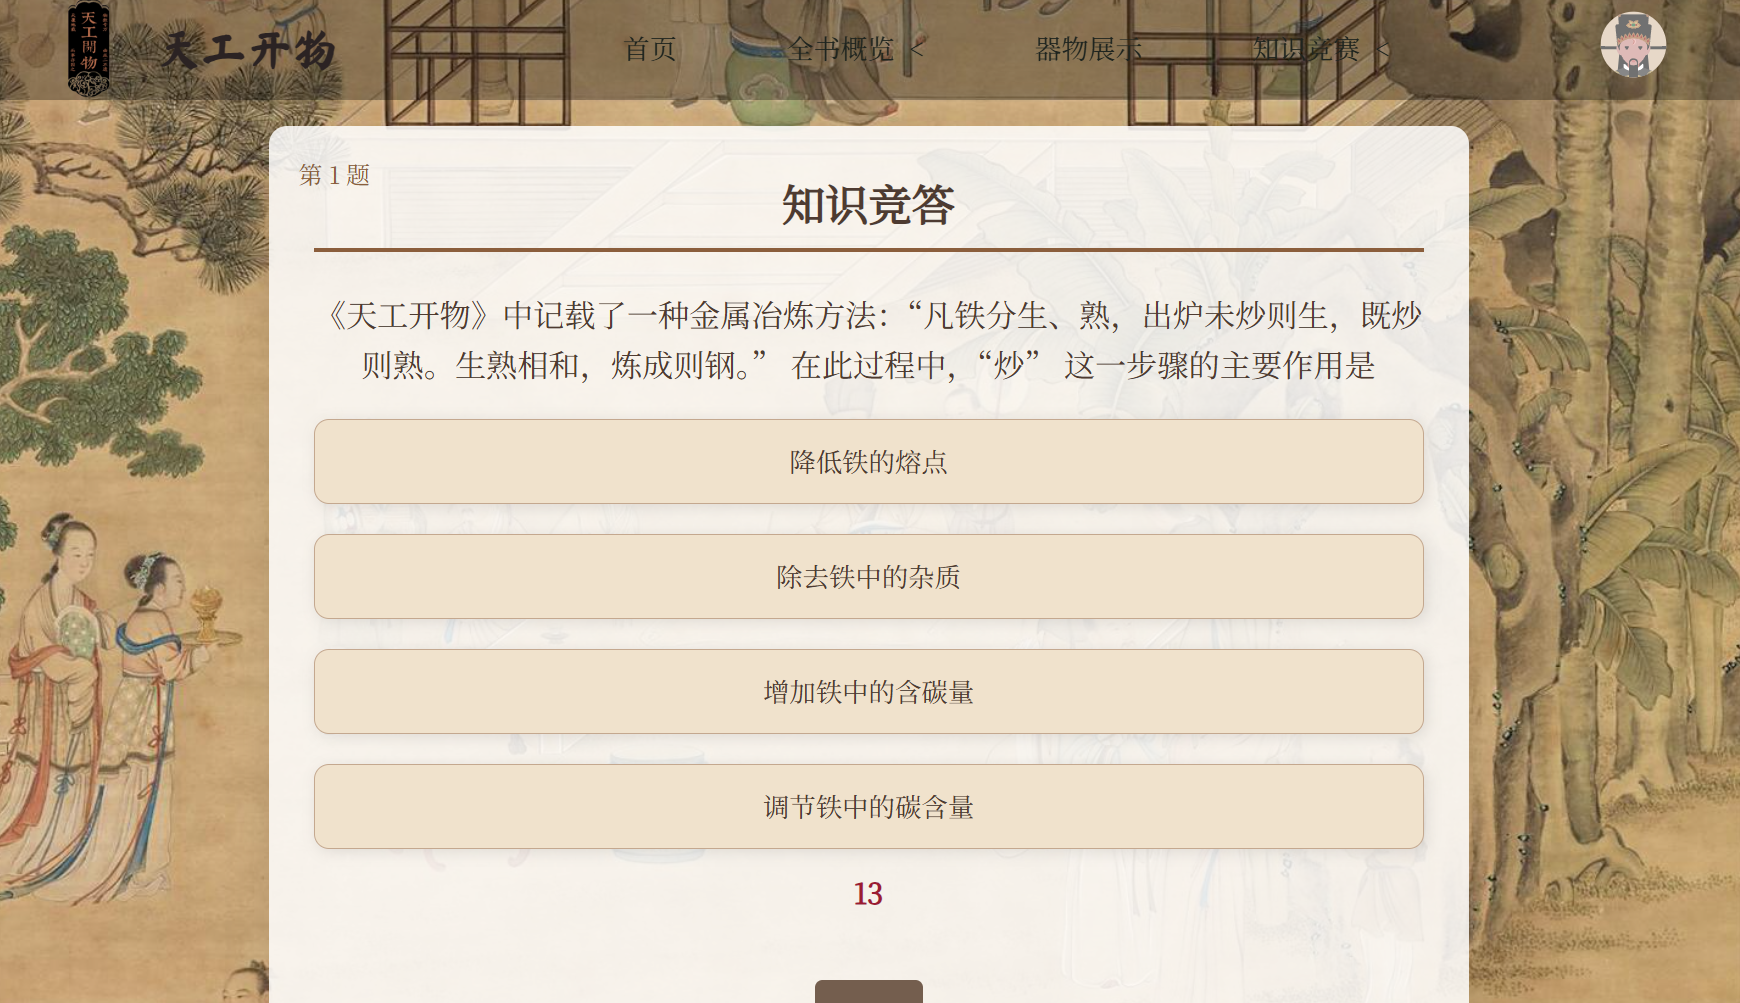 天工開物
天工开物
首页
全书概览 <
器物展示
知识竞赛 <
第 1 题
知识竞答
《天工开物》中记载了一种金属冶炼方法：“凡铁分生、熟，出炉未炒则生，既炒
则熟。生熟相和，炼成则钢。” 在此过程中，“炒” 这一步骤的主要作用是
降低铁的熔点
除去铁中的杂质
增加铁中的含碳量
调节铁中的碳含量
13